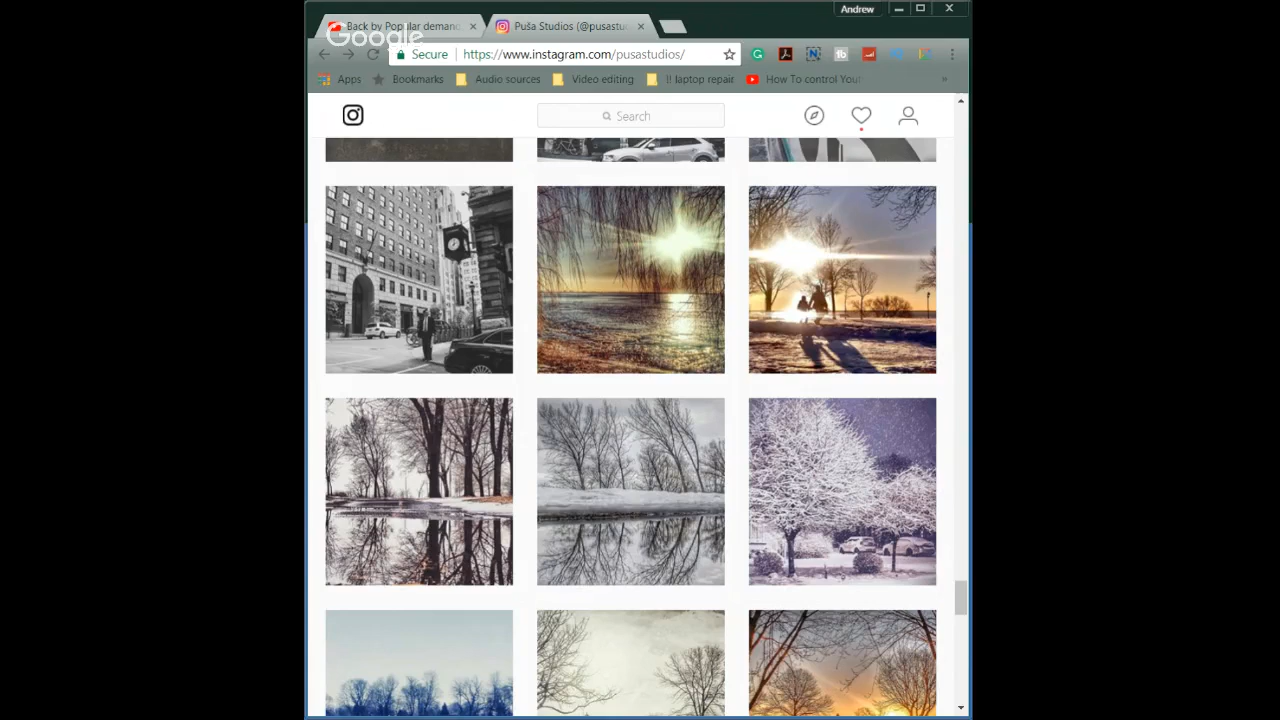 Andrew
Back by Popular demand
Puša Studios (@pusastu
Google
Secure https://www.instagram.com/pusastudios/
Apps Bookmarks Audio sources Video editing !! laptop repair How To control Your »
Search